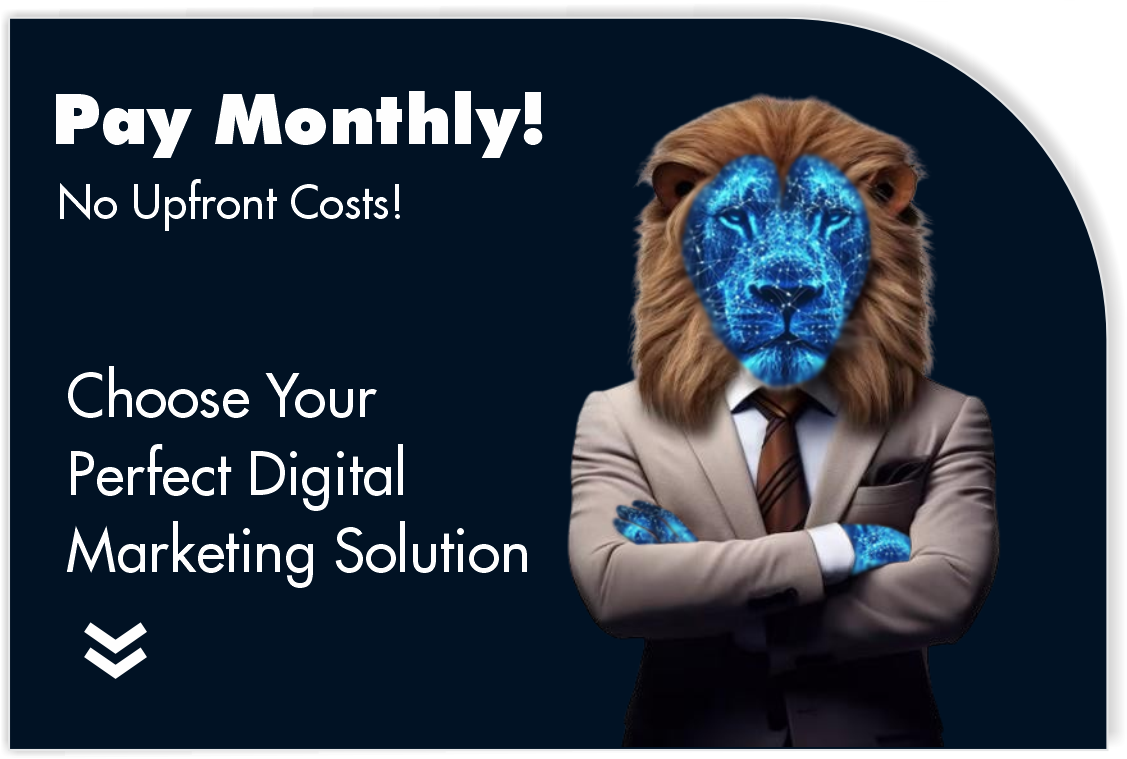 Pay Monthly!
No Upfront Costs!
Choose Your
Perfect Digital
Marketing Solution